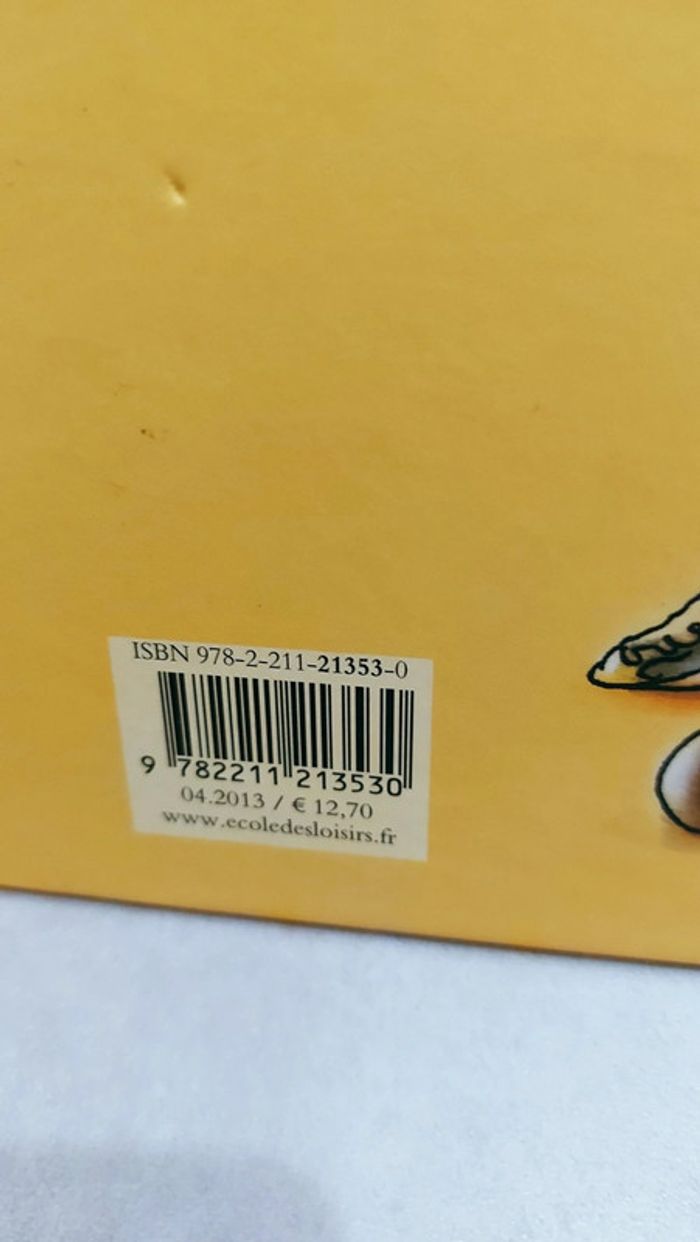 ISBN 978-2-211-21353-0
9 782211 213530
04.2013 / € 12,70
www.ecoledesloisirs.fr